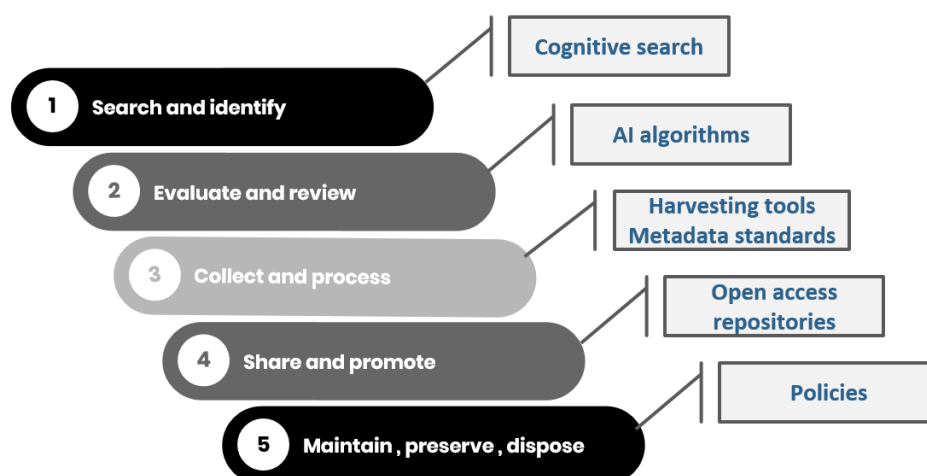 Cognitive search
1 Search and identify
AI algorithms
2 Evaluate and review
Harvesting tools
Metadata standards
3 Collect and process
Open access
repositories
4 Share and promote
Policies
5 Maintain , preserve , dispose